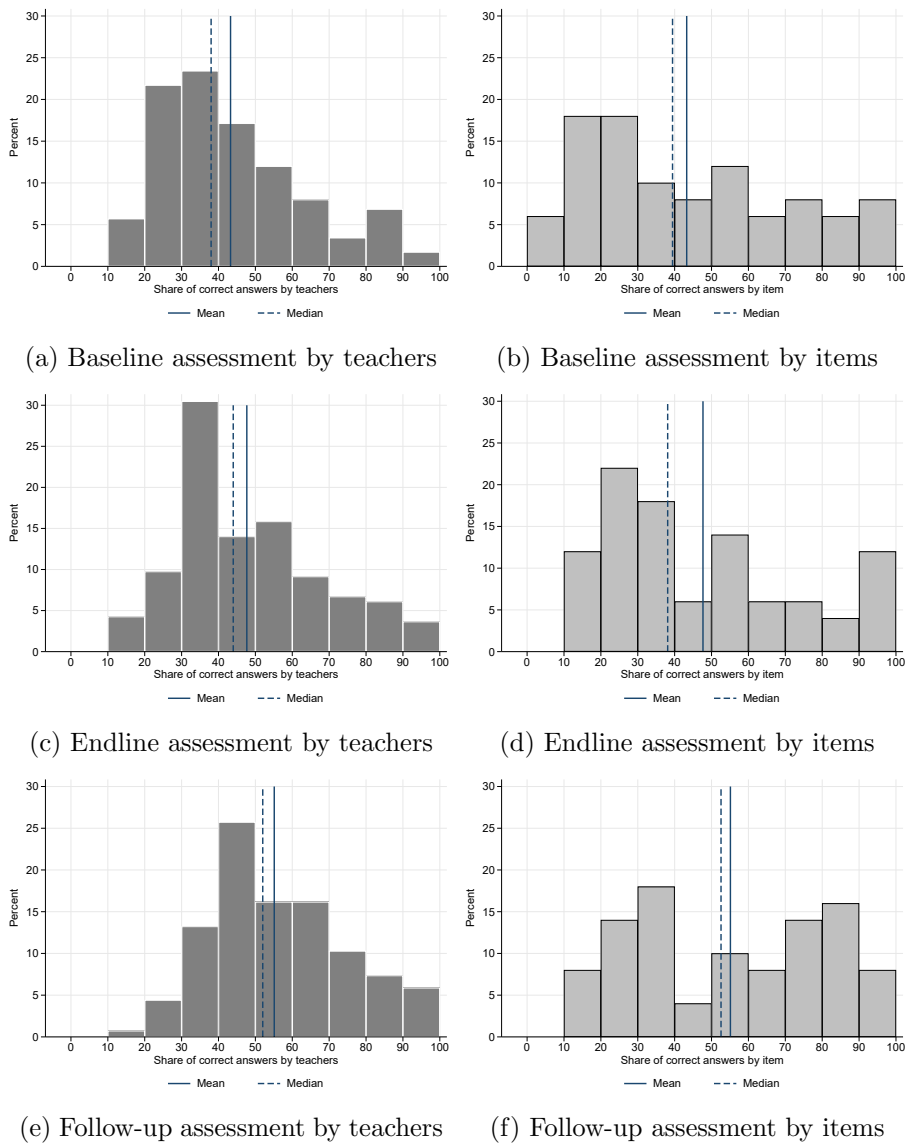 30
25
20
15
10
5
0
Percent
0 10 20 30 40 50 60 70 80 90 100
Share of correct answers by teachers
Mean Median
(a) Baseline assessment by teachers
30
25
20
15
10
5
0
Percent
0 10 20 30 40 50 60 70 80 90 100
Share of correct answers by item
Mean Median
(b) Baseline assessment by items
30
25
20
15
10
5
0
Percent
0 10 20 30 40 50 60 70 80 90 100
Share of correct answers by teachers
Mean Median
(c) Endline assessment by teachers
30
25
20
15
10
5
0
Percent
0 10 20 30 40 50 60 70 80 90 100
Share of correct answers by item
Mean Median
(d) Endline assessment by items
30
25
20
15
10
5
0
Percent
0 10 20 30 40 50 60 70 80 90 100
Share of correct answers by teachers
Mean Median
(e) Follow-up assessment by teachers
30
25
20
15
10
5
0
Percent
0 10 20 30 40 50 60 70 80 90 100
Share of correct answers by item
Mean Median
(f) Follow-up assessment by items